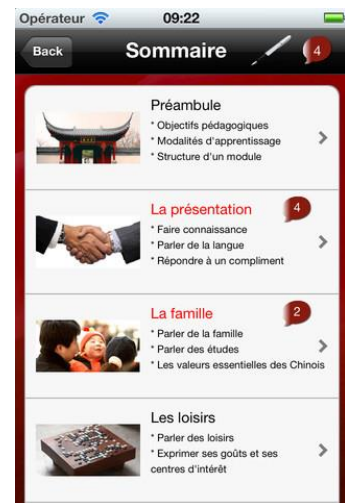 Opérateur 09:22
Back Sommaire 4
Préambule
* Objectifs pédagogiques
* Modalités d'apprentissage
* Structure d'un module
La présentation 4
* Faire connaissance
* Parler de la langue
* Répondre à un compliment
La famille 2
* Parler de la famille
* Parler des études
* Les valeurs essentielles des Chinois
Les loisirs
* Parler des loisirs
* Exprimer ses goûts et ses
centres d'intérêt